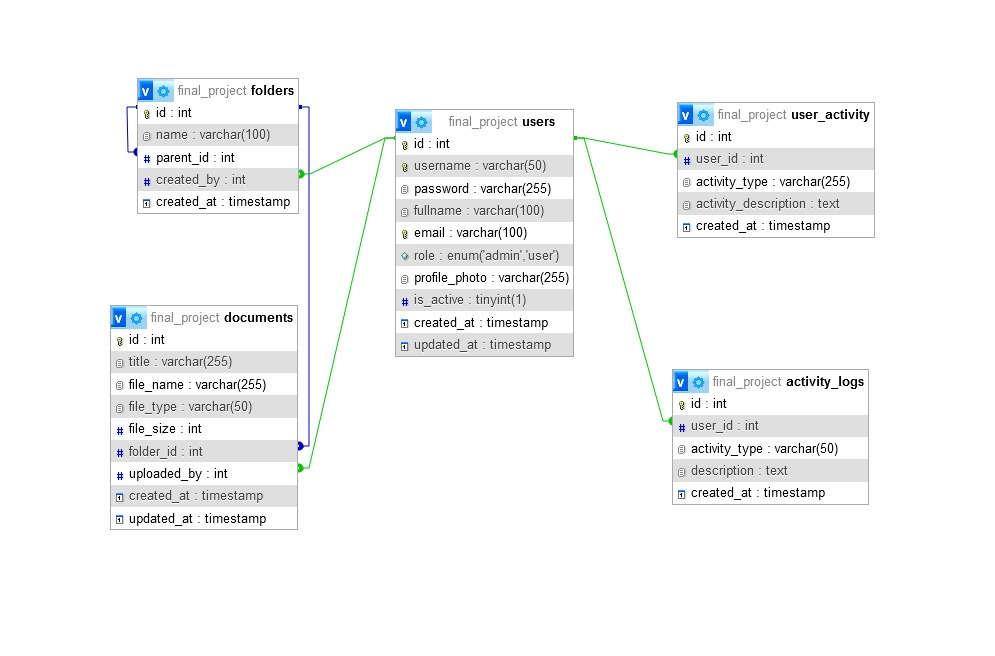 final_project folders
id : int
name : varchar(100)
parent_id : int
created_by : int
created_at : timestamp
final_project users
id : int
username : varchar(50)
password : varchar(255)
fullname : varchar(100)
email : varchar(100)
role : enum('admin','user')
profile_photo : varchar(255)
is_active : tinyint(1)
created_at : timestamp
updated_at : timestamp
final_project user_activity
id : int
user_id : int
activity_type : varchar(255)
activity_description : text
created_at : timestamp
final_project documents
id : int
title : varchar(255)
file_name : varchar(255)
file_type : varchar(50)
file_size : int
folder_id : int
uploaded_by : int
created_at : timestamp
updated_at : timestamp
final_project activity_logs
id : int
user_id : int
activity_type : varchar(50)
description : text
created_at : timestamp